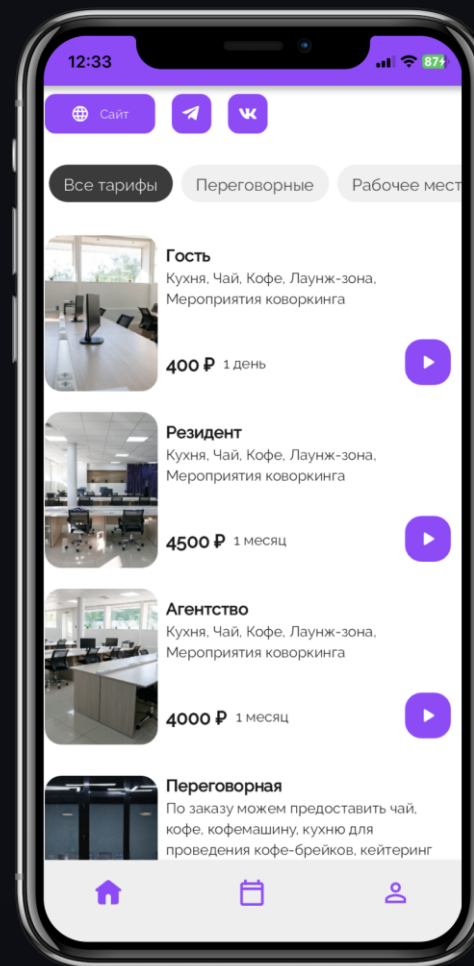 12:33
87
Сайт
Все тарифы
Переговорные
Рабочее мест
Гость
Кухня, Чай, Кофе, Лаунж-зона,
Мероприятия коворкинга
400 ₽ 1 день
Резидент
Кухня, Чай, Кофе, Лаунж-зона,
Мероприятия коворкинга
4500 ₽ 1 месяц
Агентство
Кухня, Чай, Кофе, Лаунж-зона,
Мероприятия коворкинга
4000 ₽ 1 месяц
Переговорная
По заказу можем предоставить чай,
кофе, кофемашину, кухню для
проведения кофе-брейков, кейтеринг